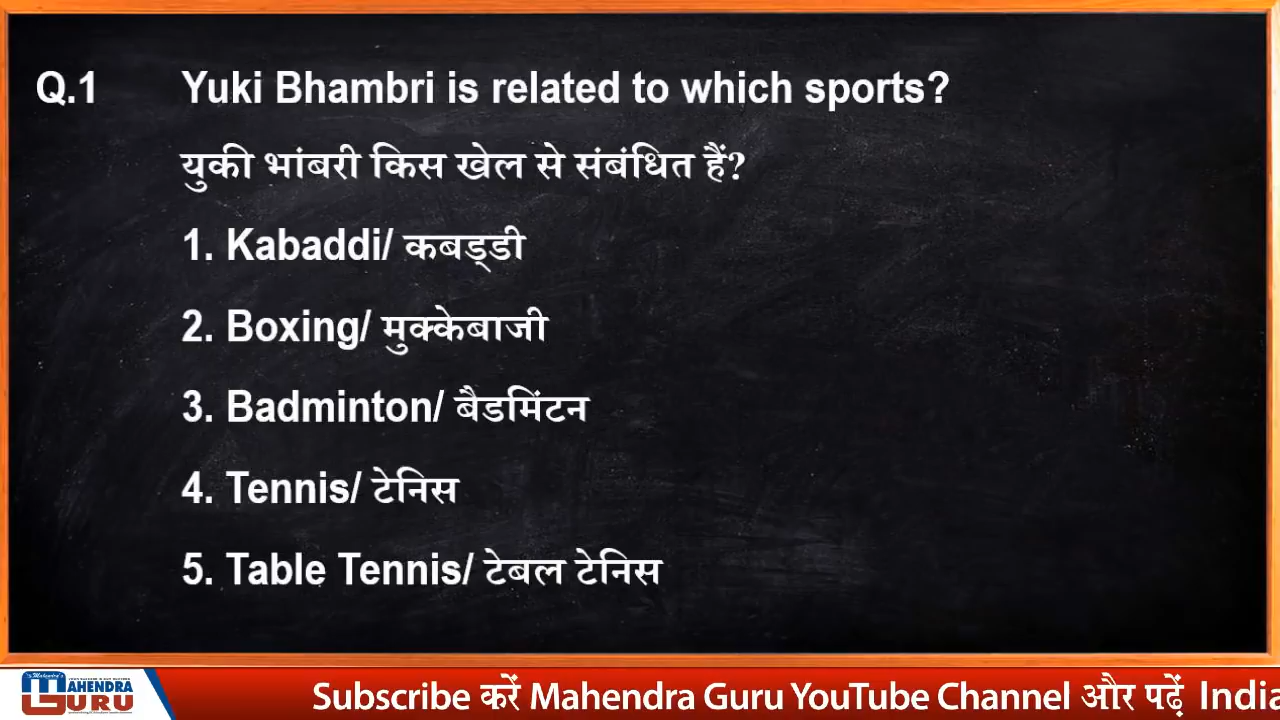 Q.1 Yuki Bhambri is related to which sports?
युकी भांबरी किस खेल से संबंधित हैं?
1. Kabaddi/ कबड्डी
2. Boxing/ मुक्केबाजी
3. Badminton/ बैडमिंटन
4. Tennis/ टेनिस
5. Table Tennis/ टेबल टेनिस
Mahendra's
MAHENDRA
GURU
Subscribe करें Mahendra Guru YouTube Channel और पढ़ें India